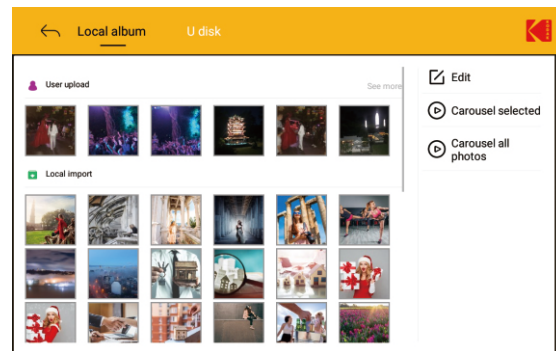 Local album U disk
User upload See more
Local import
Edit
Carousel selected
Carousel all
photos